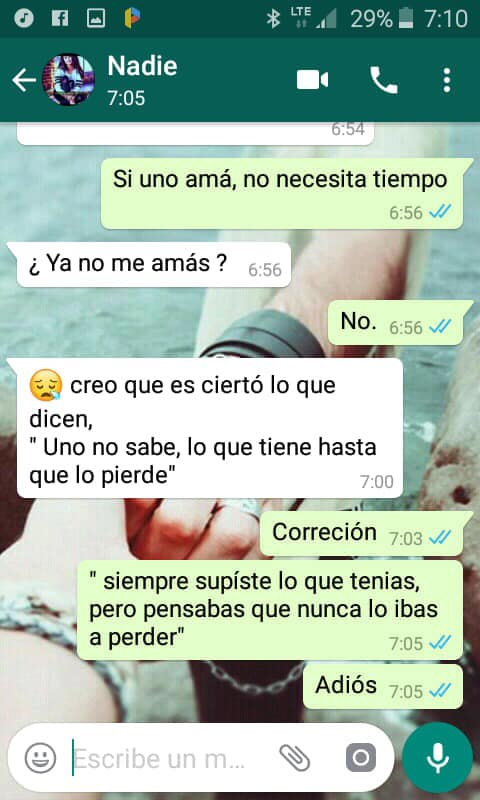 LTE 29% 7:10
Nadie
7:05
6:54
Si uno amá, no necesita tiempo
6:56
¿ Ya no me amás ? 6:56
No. 6:56
creo que es ciertó lo que
dicen,
" Uno no sabe, lo que tiene hasta
que lo pierde"
7:00
Correción 7:03
" siempre supíste lo que tenias,
pero pensabas que nunca lo ibas
a perder"
7:05
Adiós 7:05
Escribe un m...